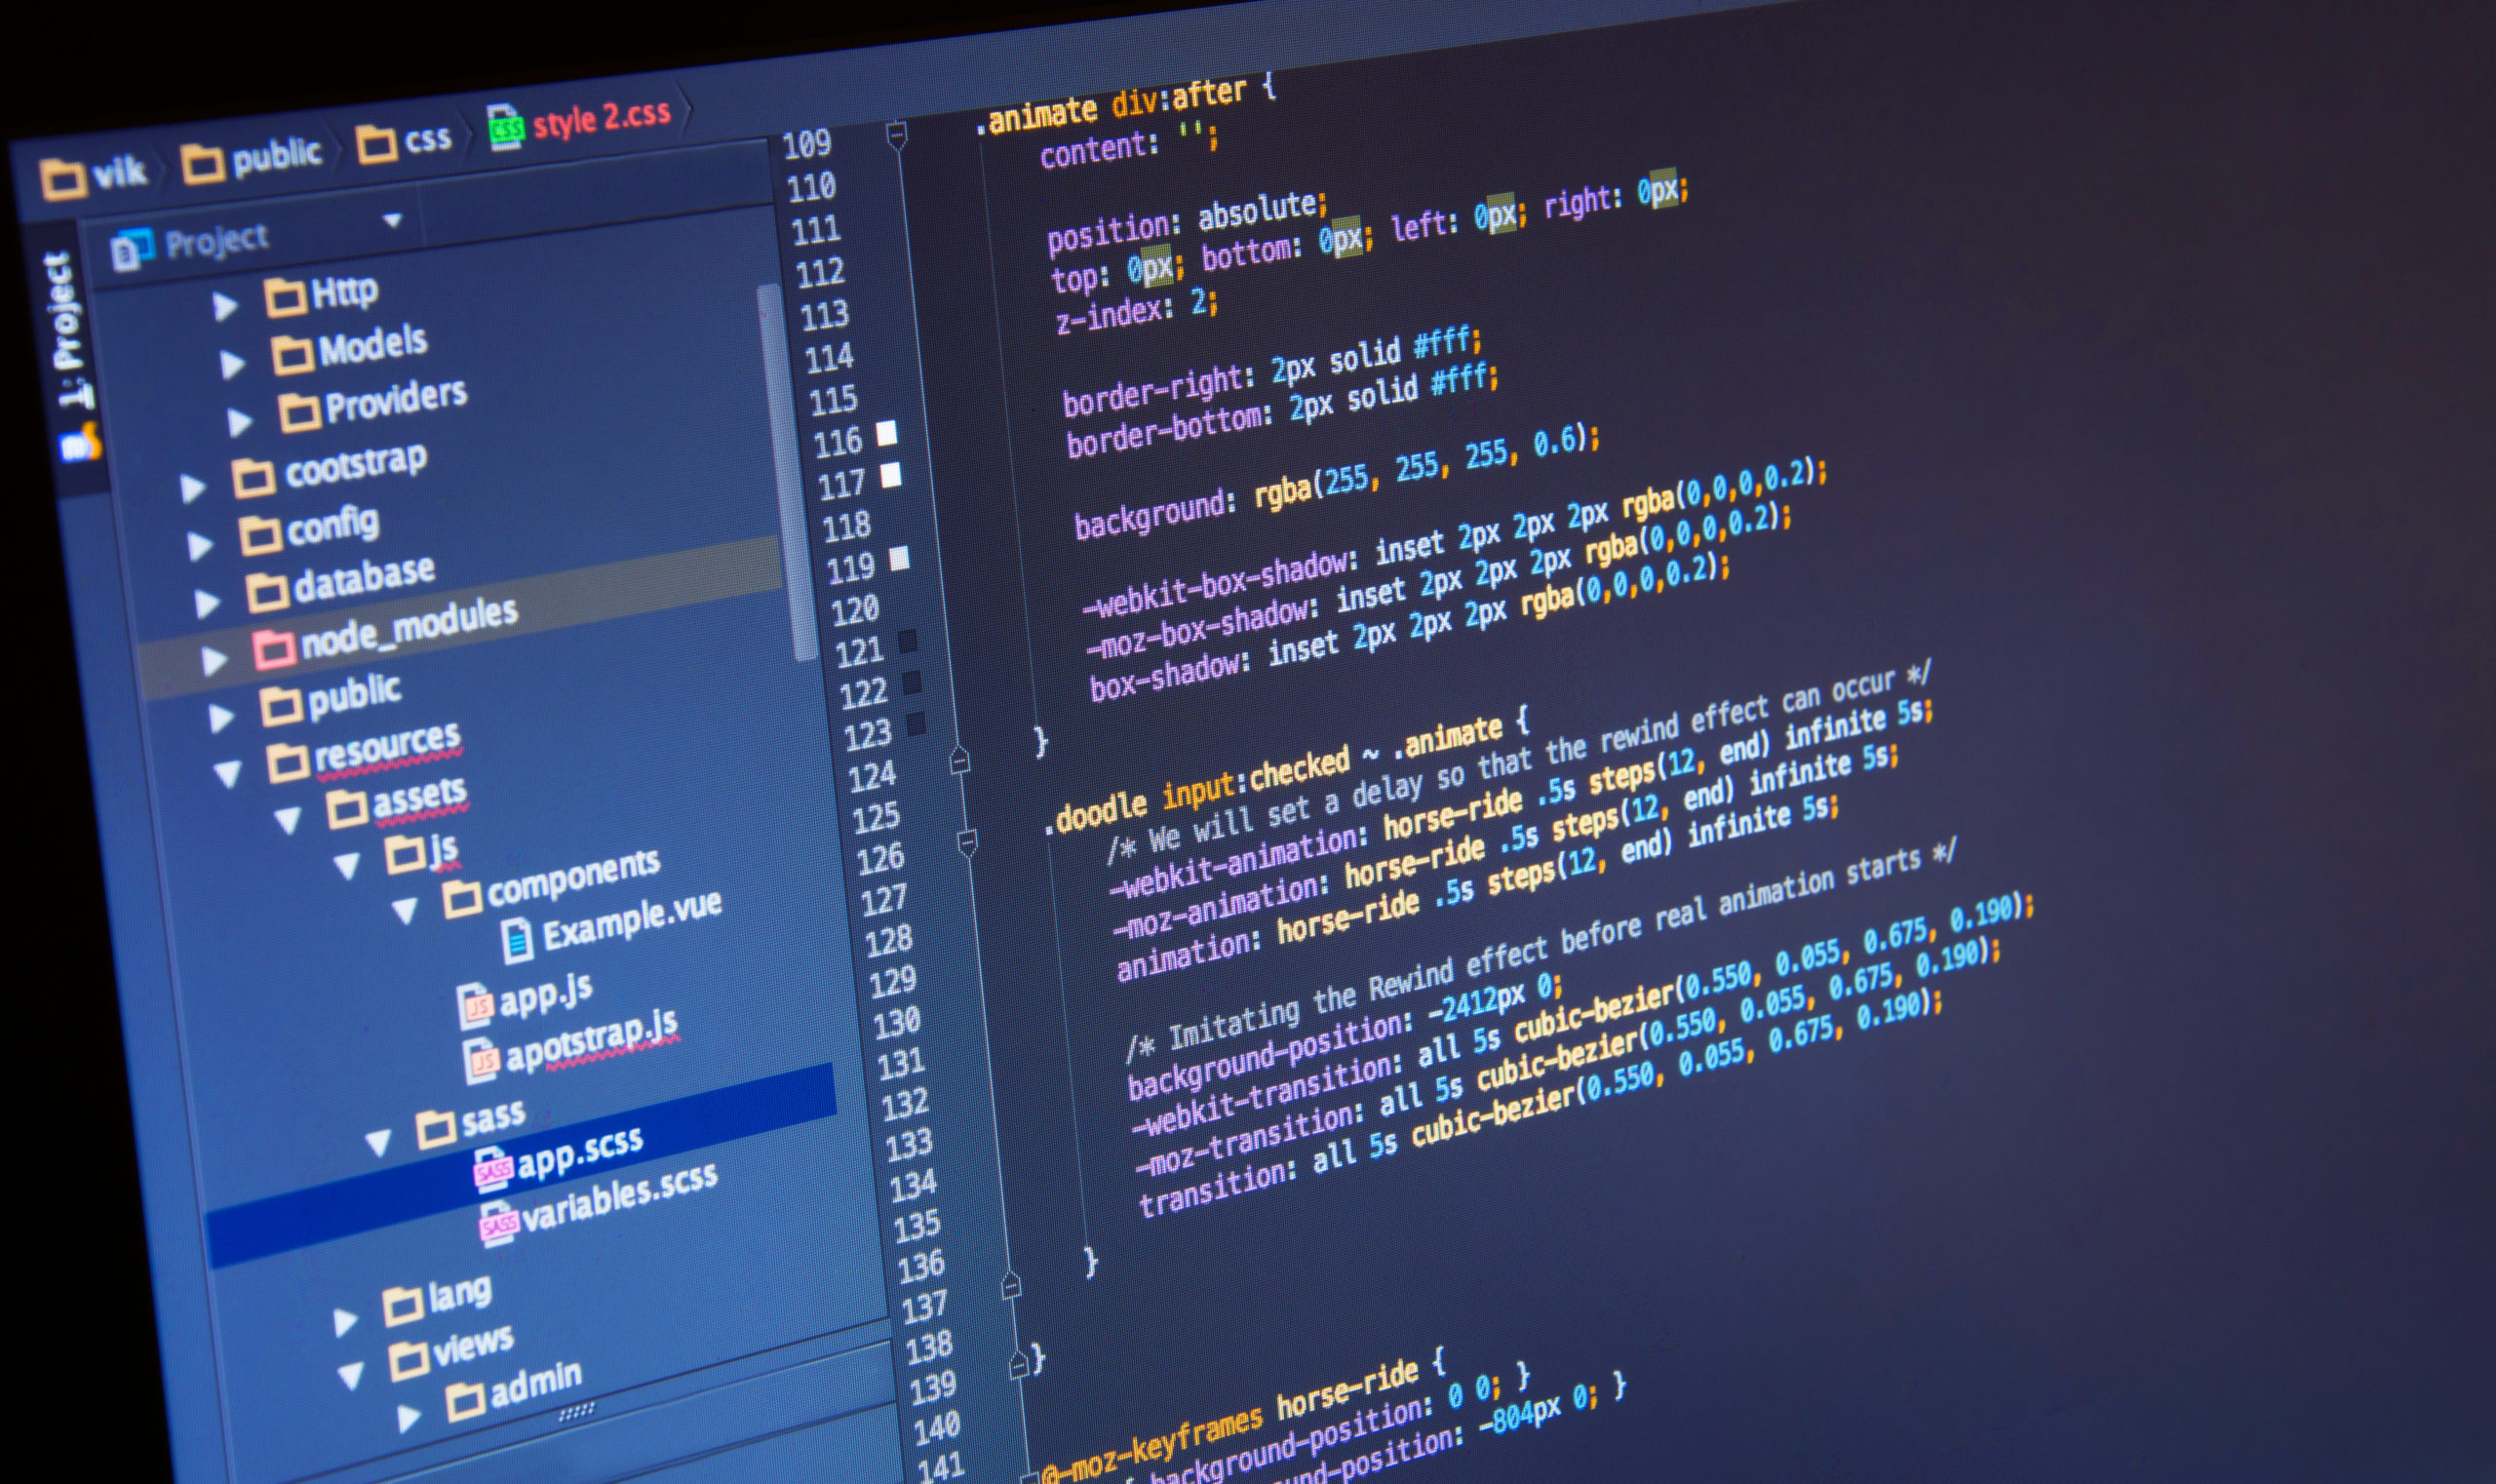 vik public css style 2.css
1: Project
Project
Http
Models
Providers
cootstrap
config
database
node_modules
public
resources
assets
js
components
Example.vue
JS app.js
JS apotstrap.js
sass
SASS app.scss
SASS variables.scss
lang
views
admin
109
110
111
112
113
114
115
116
117
118
119
120
121
122
123
124
125
126
127
128
129
130
131
132
133
134
135
136
137
138
139
140
141
.animate div:after {
content: '';
position: absolute;
top: 0px; bottom: 0px; left: 0px; right: 0px;
z-index: 2;
border-right: 2px solid #fff;
border-bottom: 2px solid #fff;
background: rgba(255, 255, 255, 0.6);
-webkit-box-shadow: inset 2px 2px 2px rgba(0,0,0,0.2);
-moz-box-shadow: inset 2px 2px 2px rgba(0,0,0,0.2);
box-shadow: inset 2px 2px 2px rgba(0,0,0,0.2);
}
.doodle input:checked ~ .animate {
/* We will set a delay so that the rewind effect can occur */
-webkit-animation: horse-ride .5s steps(12, end) infinite 5s;
-moz-animation: horse-ride .5s steps(12, end) infinite 5s;
animation: horse-ride .5s steps(12, end) infinite 5s;
/* Imitating the Rewind effect before real animation starts */
background-position: -2412px 0;
-webkit-transition: all 5s cubic-bezier(0.550, 0.055, 0.675, 0.190);
-moz-transition: all 5s cubic-bezier(0.550, 0.055, 0.675, 0.190);
transition: all 5s cubic-bezier(0.550, 0.055, 0.675, 0.190);
}
}
@-moz-keyframes horse-ride {
background-position: 0 0; }
-position: -804px 0; }